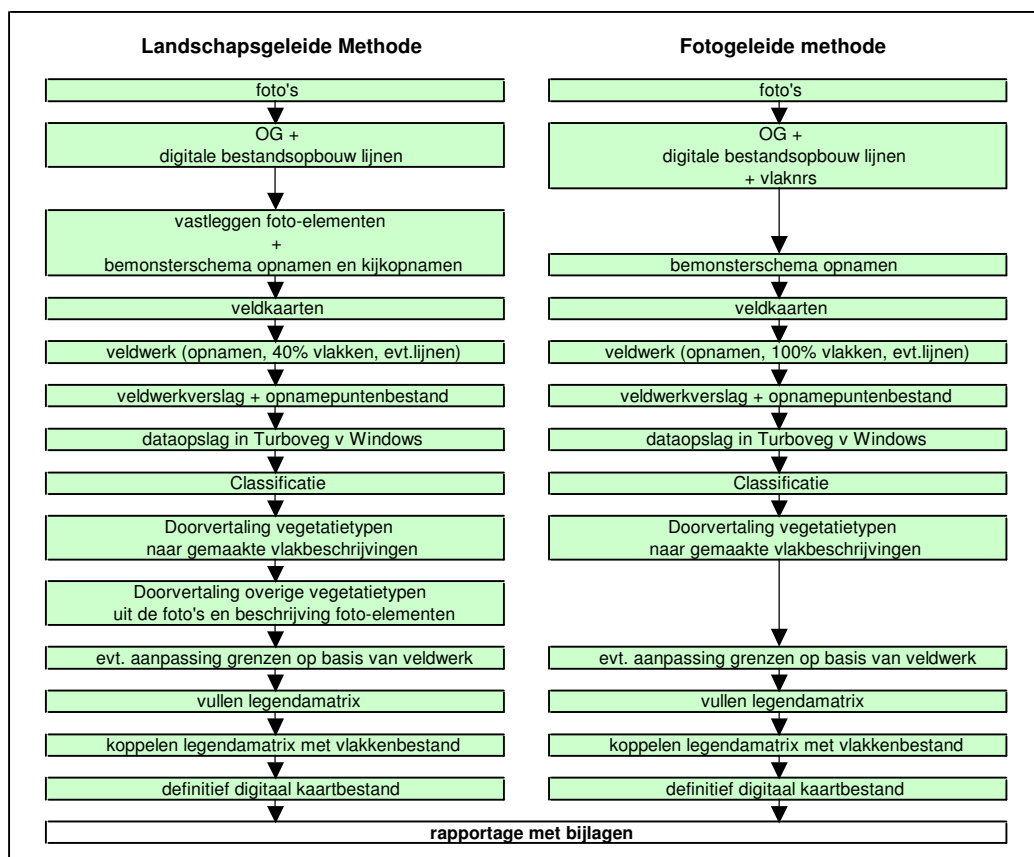 Landschapsgeleide Methode
foto's
OG +
digitale bestandsopbouw lijnen
vastleggen foto-elementen
+
bemonsterschema opnamen en kijkopnamen
veldkaarten
veldwerk (opnamen, 40% vlakken, evt.lijnen)
veldwerkverslag + opnamepuntenbestand
dataopslag in Turboveg v Windows
Classificatie
Doorvertaling vegetatietypen
naar gemaakte vlakbeschrijvingen
Doorvertaling overige vegetatietypen
uit de foto's en beschrijving foto-elementen
evt. aanpassing grenzen op basis van veldwerk
vullen legendamatrix
koppelen legendamatrix met vlakkenbestand
definitief digitaal kaartbestand
Fotogeleide methode
foto's
OG +
digitale bestandsopbouw lijnen
+ vlaknrs
bemonsterschema opnamen
veldkaarten
veldwerk (opnamen, 100% vlakken, evt.lijnen)
veldwerkverslag + opnamepuntenbestand
dataopslag in Turboveg v Windows
Classificatie
Doorvertaling vegetatietypen
naar gemaakte vlakbeschrijvingen
evt. aanpassing grenzen op basis van veldwerk
vullen legendamatrix
koppelen legendamatrix met vlakkenbestand
definitief digitaal kaartbestand
rapportage met bijlagen